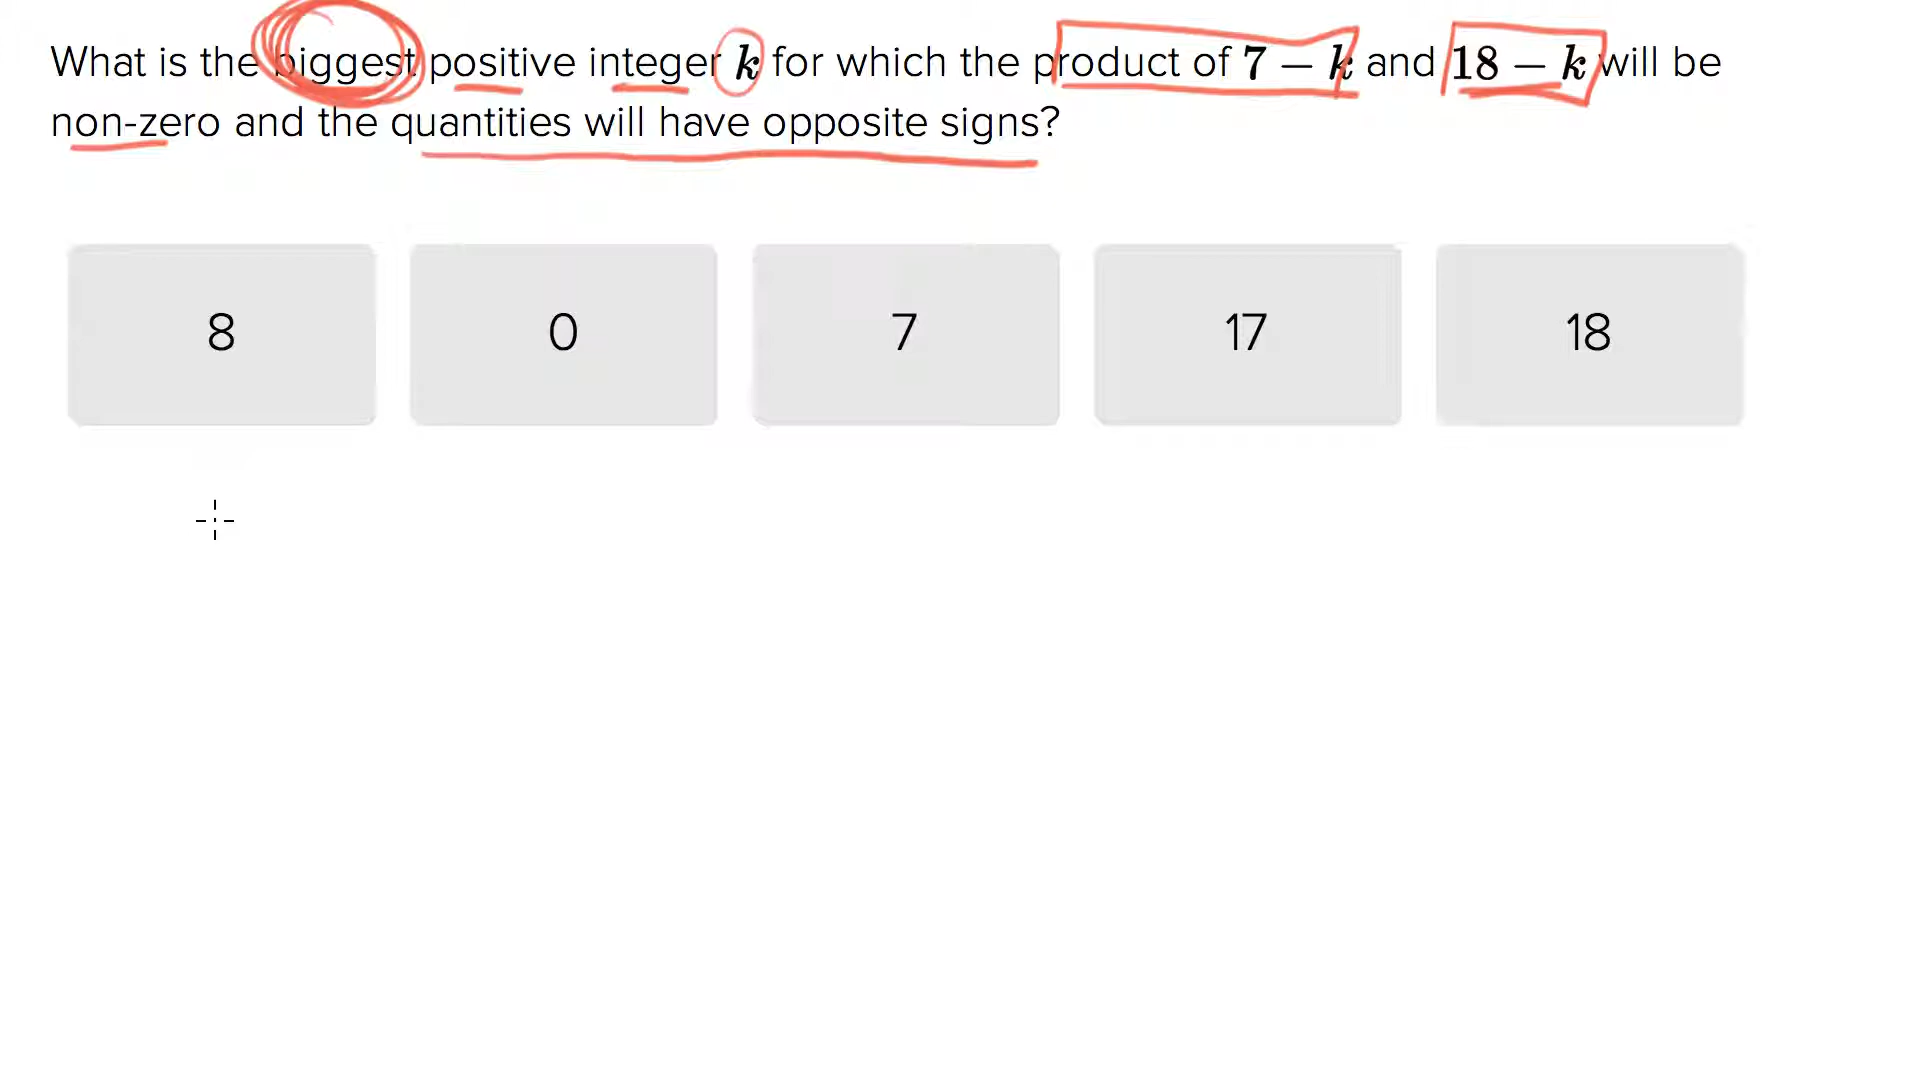 What is the biggest positive integer k for which the product of 7 − k and 18 − k will be
non-zero and the quantities will have opposite signs?
8 0 7 17 18